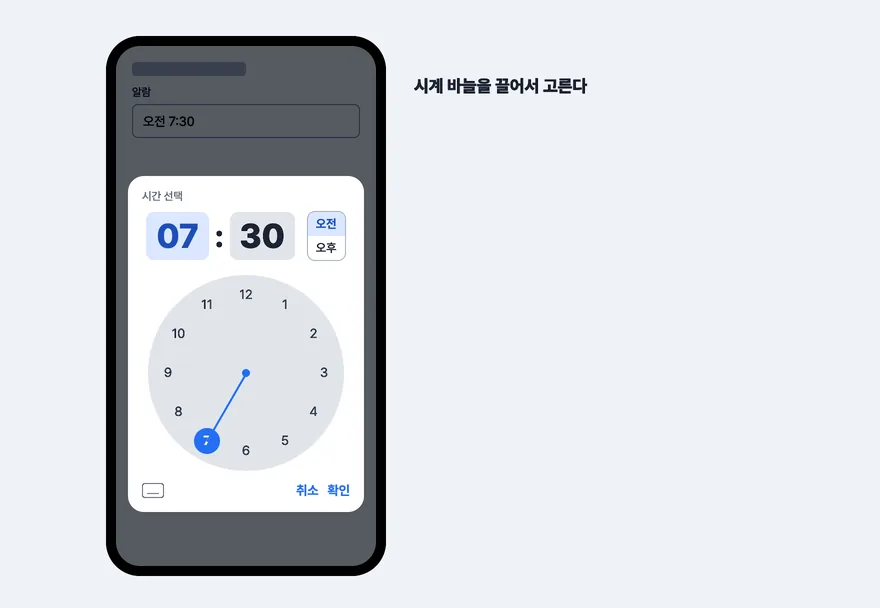 시계 바늘을 끌어서 고른다
알람
오전 7:30
시간 선택
07 : 30
오전
오후
12
11 1
10 2
9 3
8 4
7 5
6
취소 확인